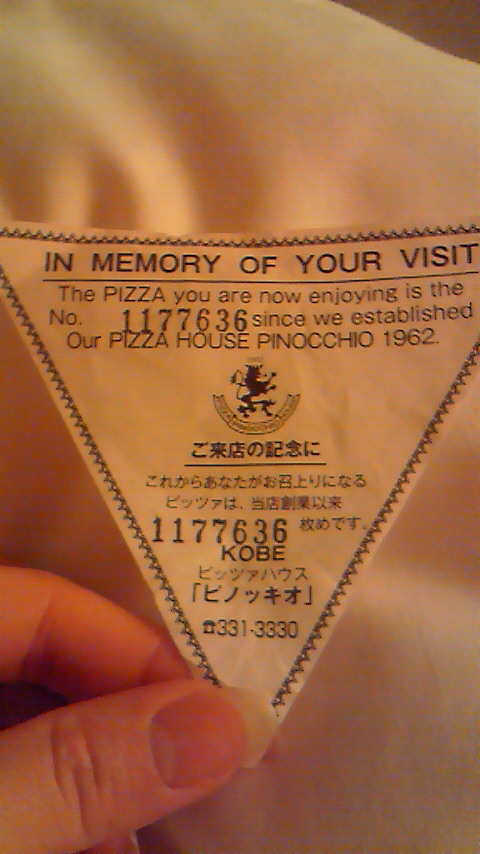 IN MEMORY OF YOUR VISIT
The PIZZA you are now enjoying is the
No. 1177636 since we established
Our PIZZA HOUSE PINOCCHIO 1962.
ご来店の記念に
これからあなたがお召上りになる
ピッツァは、当店創業以来
1177636 枚めです。
KOBE
ピッツァハウス
「ピノッキオ」
☎331-3330